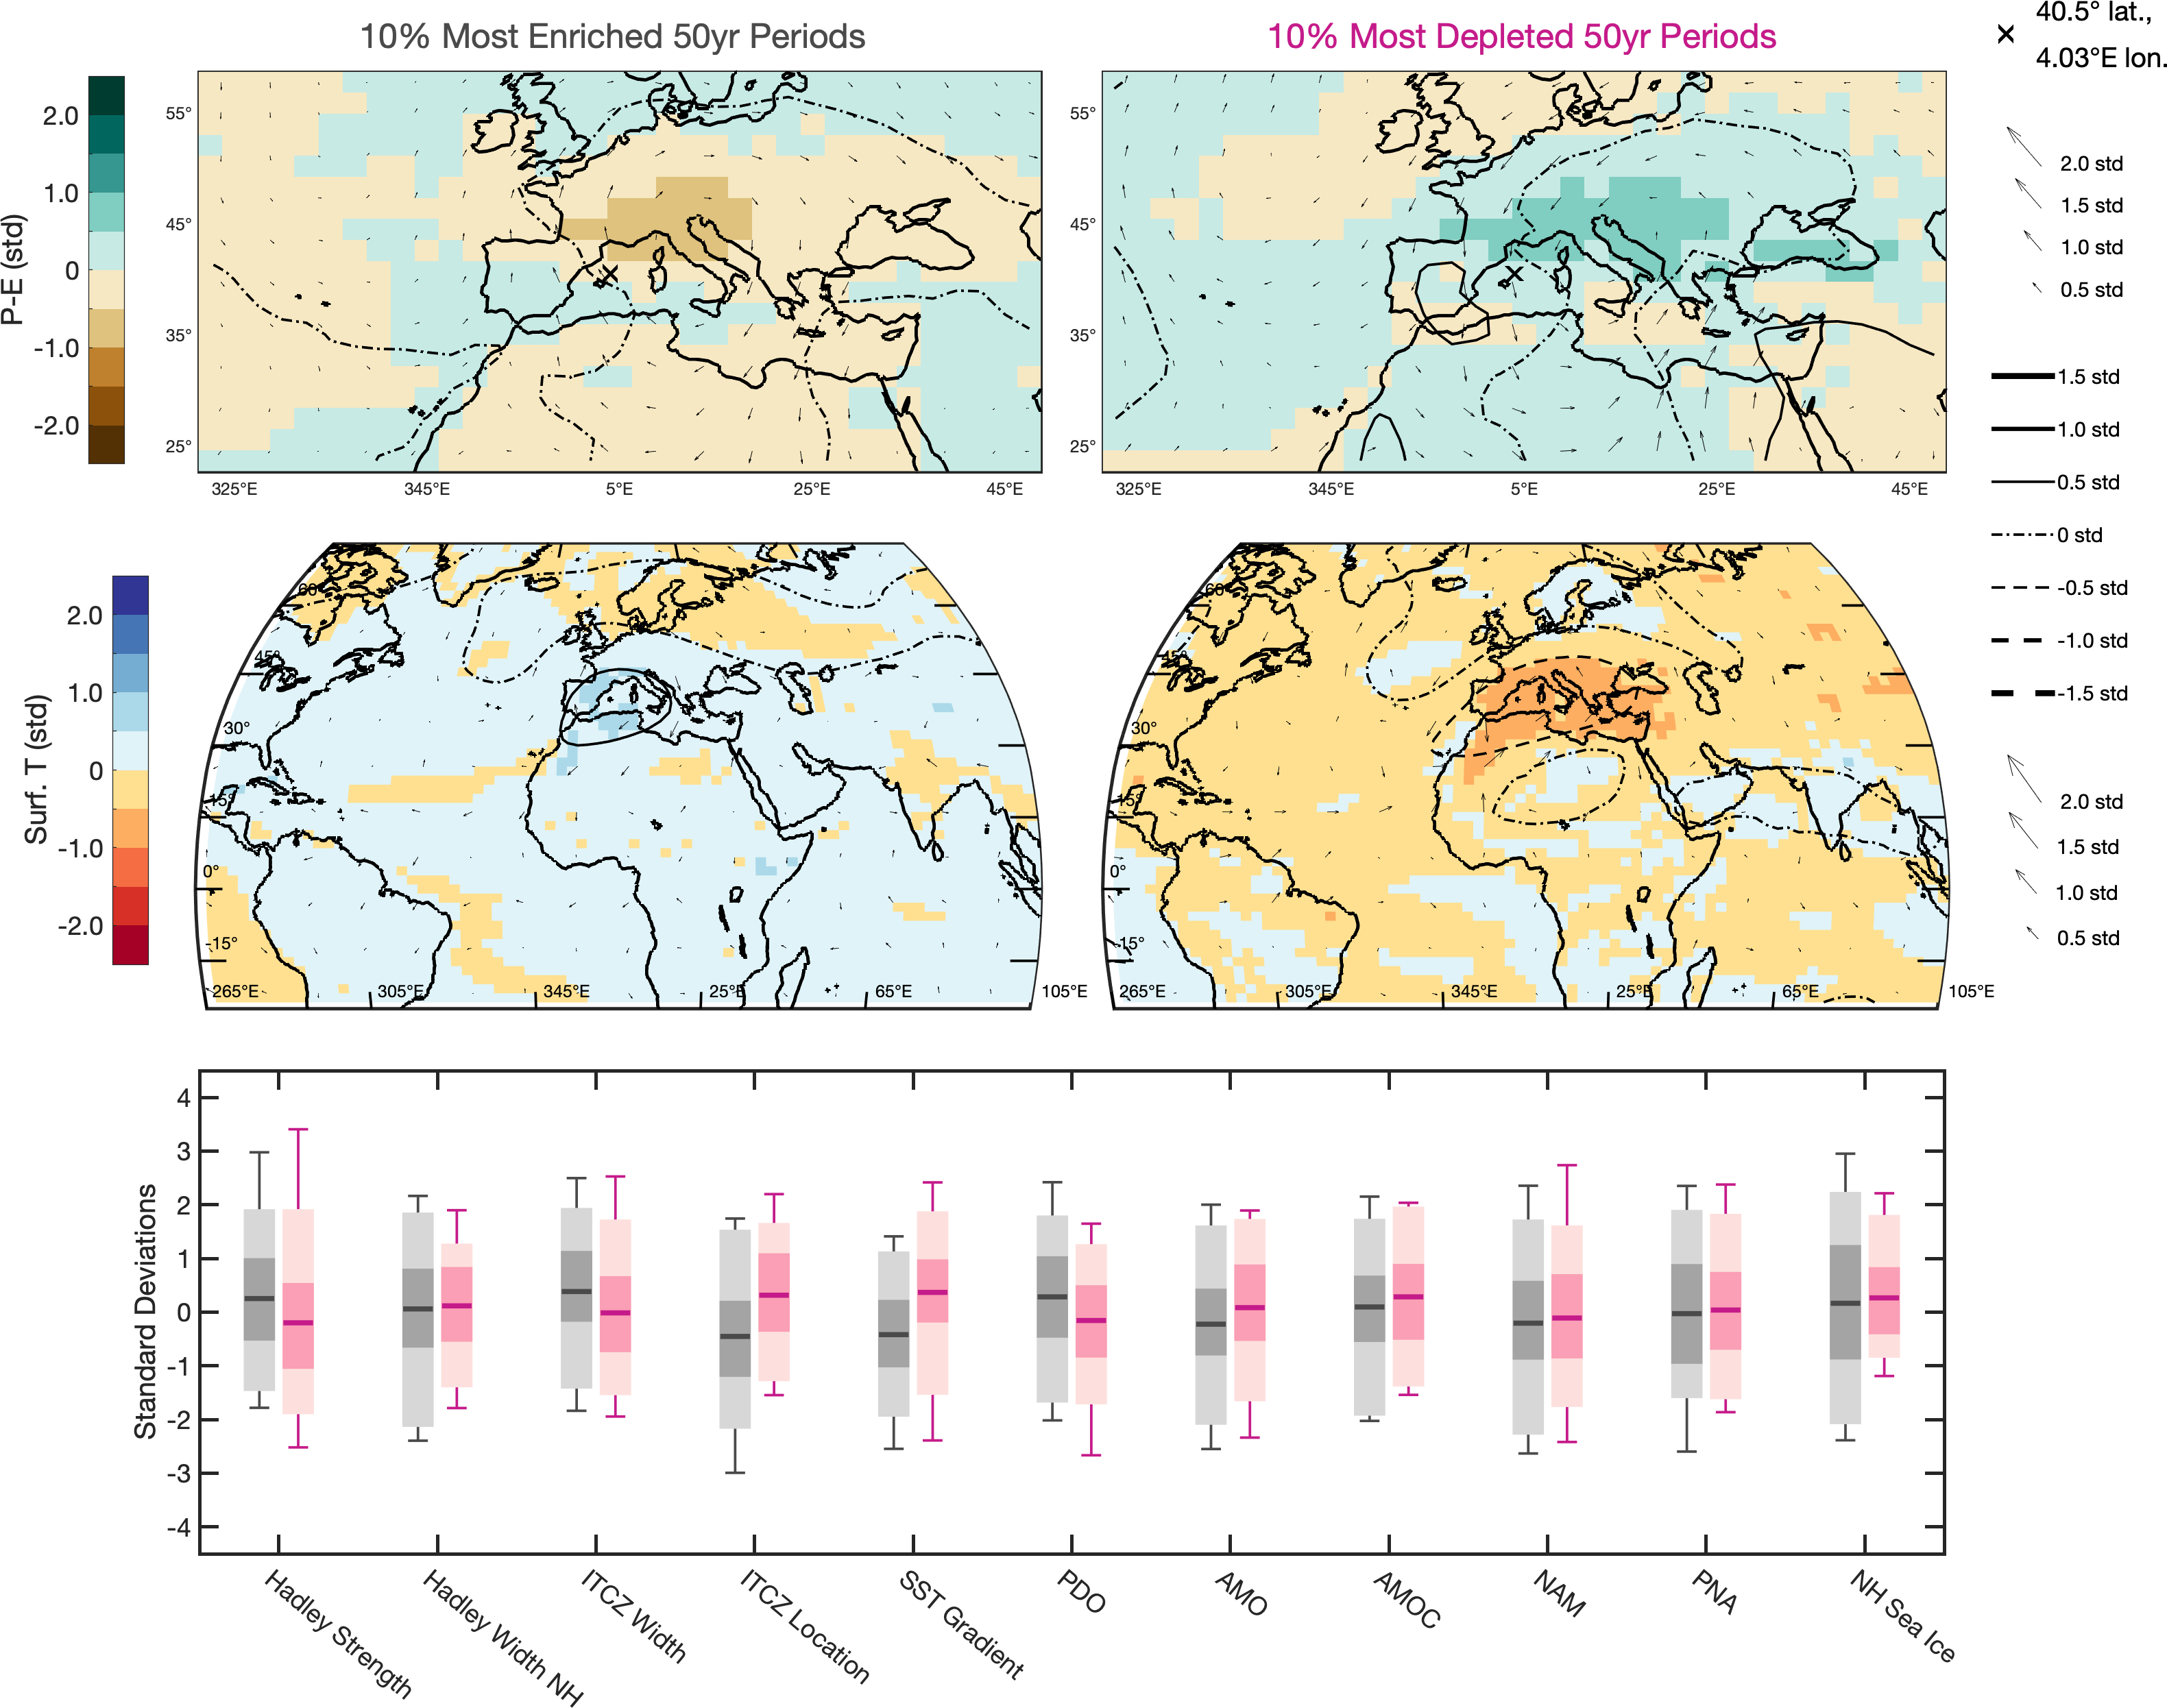 10% Most Enriched 50yr Periods
10% Most Depleted 50yr Periods
40.5° lat.,
4.03°E lon.
P-E (std)
2.0
1.0
0
-1.0
-2.0
55°
45°
35°
25°
325°E
345°E
5°E
25°E
45°E
55°
45°
35°
25°
325°E
345°E
5°E
25°E
45°E
2.0 std
1.5 std
1.0 std
0.5 std
1.5 std
1.0 std
0.5 std
0 std
-0.5 std
-1.0 std
-1.5 std
Surf. T (std)
2.0
1.0
0
-1.0
-2.0
60°
45°
30°
15°
0°
-15°
265°E
305°E
345°E
25°E
65°E
105°E
60°
45°
30°
15°
0°
-15°
265°E
305°E
345°E
25°E
65°E
105°E
2.0 std
1.5 std
1.0 std
0.5 std
Standard Deviations
4
3
2
1
0
-1
-2
-3
-4
Hadley Strength
Hadley Width NH
ITCZ Width
ITCZ Location
SST Gradient
PDO
AMO
AMOC
NAM
PNA
NH Sea Ice